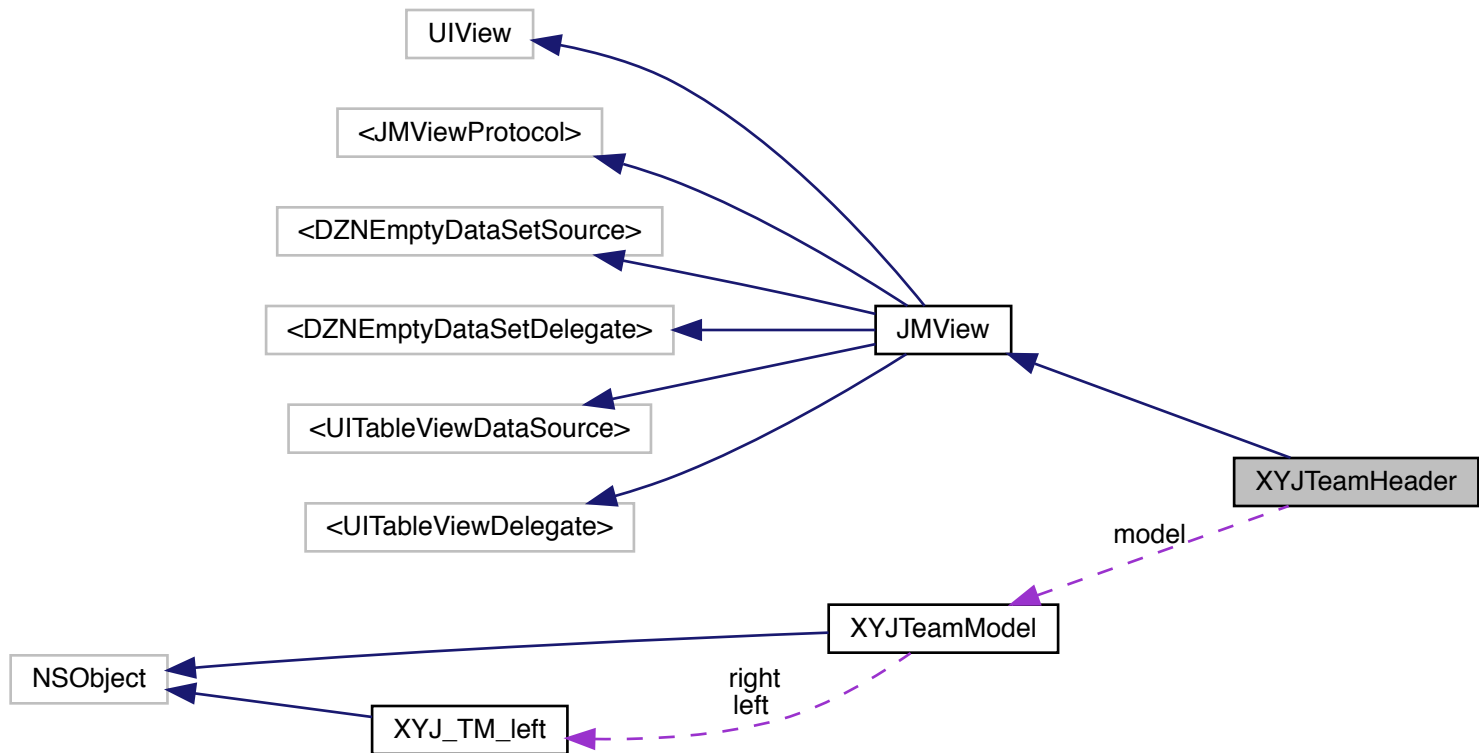 UIView
<JMViewProtocol>
<DZNEmptyDataSetSource>
<DZNEmptyDataSetDelegate>
JMView
<UITableViewDataSource>
XYJTeamHeader
<UITableViewDelegate>
model
XYJTeamModel
NSObject
right
left
XYJ_TM_left